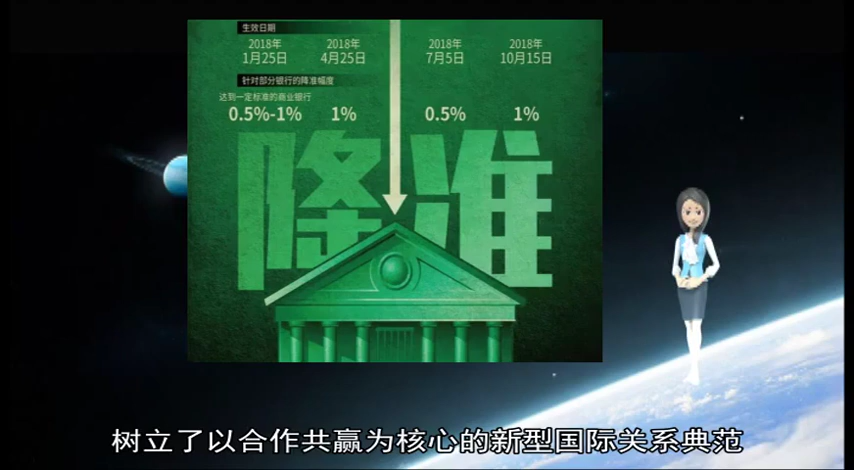 生效日期
2018年 2018年 2018年 2018年
1月25日 4月25日 7月5日 10月15日
针对部分银行的降准幅度
达到一定标准的商业银行
0.5%-1% 1% 0.5% 1%
降准
树立了以合作共赢为核心的新型国际关系典范